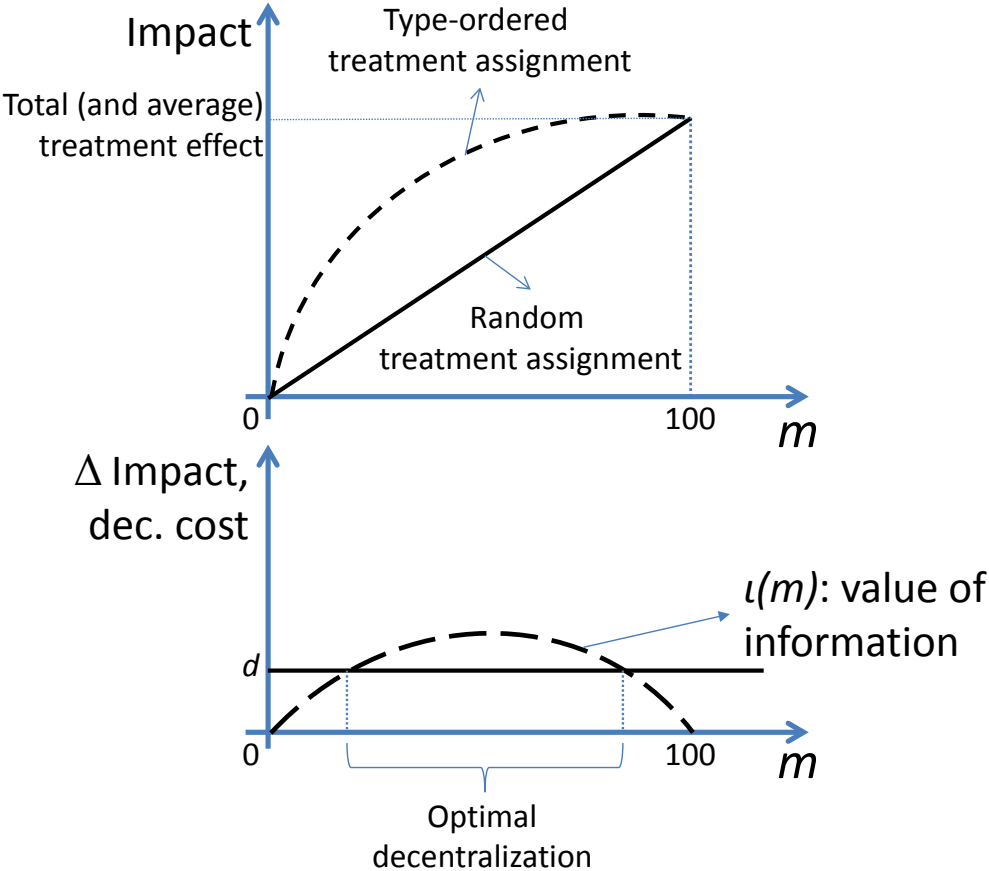 Impact
Type-ordered
treatment assignment
Total (and average)
treatment effect
Random
treatment assignment
0
100
m
Δ Impact,
dec. cost
ι(m): value of
information
d
0
100
m
Optimal
decentralization